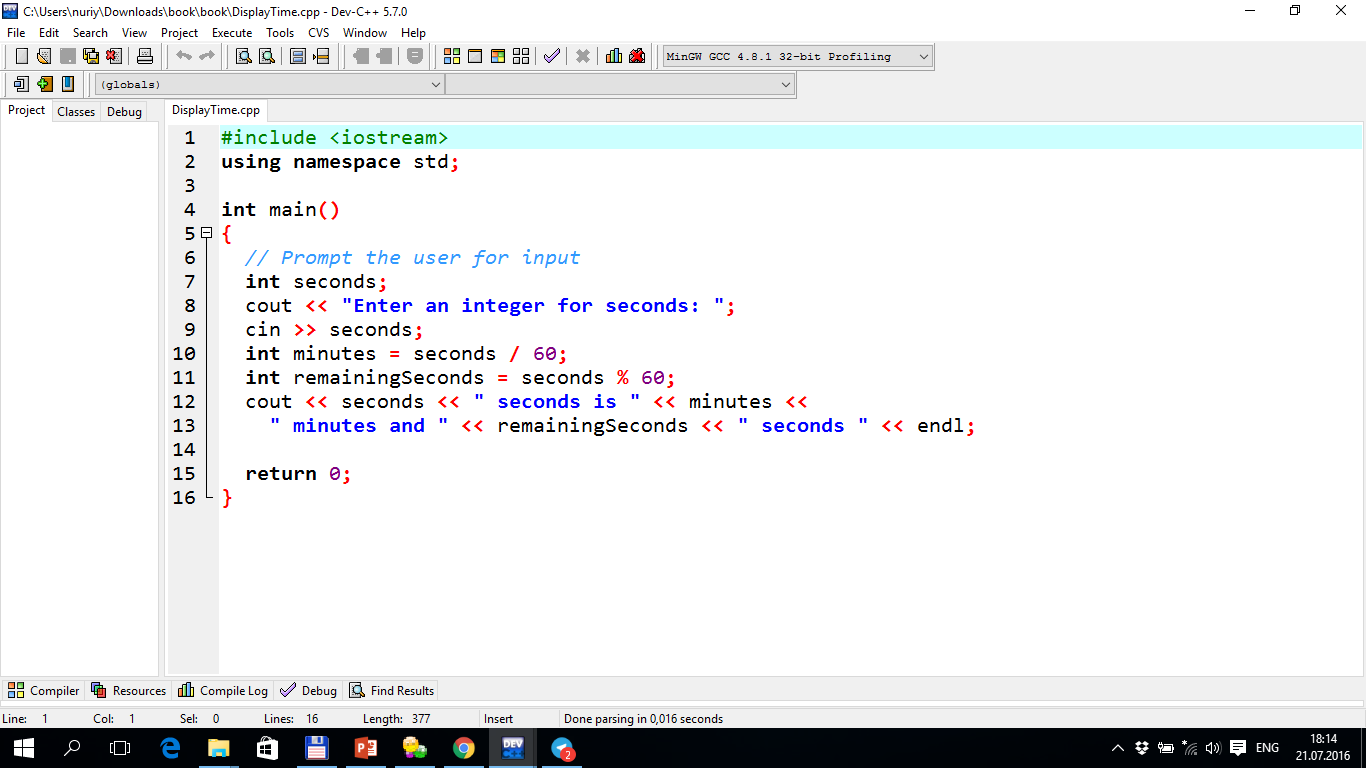 C:\Users\nuriy\Downloads\book\book\DisplayTime.cpp - Dev-C++ 5.7.0
File Edit Search View Project Execute Tools CVS Window Help
MinGW GCC 4.8.1 32-bit Profiling
(globals)
Project Classes Debug DisplayTime.cpp
1 #include <iostream>
2 using namespace std;
3
4 int main()
5 {
6 // Prompt the user for input
7 int seconds;
8 cout << "Enter an integer for seconds: ";
9 cin >> seconds;
10 int minutes = seconds / 60;
11 int remainingSeconds = seconds % 60;
12 cout << seconds << " seconds is " << minutes <<
13 " minutes and " << remainingSeconds << " seconds " << endl;
14
15 return 0;
16 }
Compiler Resources Compile Log Debug Find Results
Line: 1 Col: 1 Sel: 0 Lines: 16 Length: 377 Insert Done parsing in 0,016 seconds
DEV 2 ENG 18:14
21.07.2016